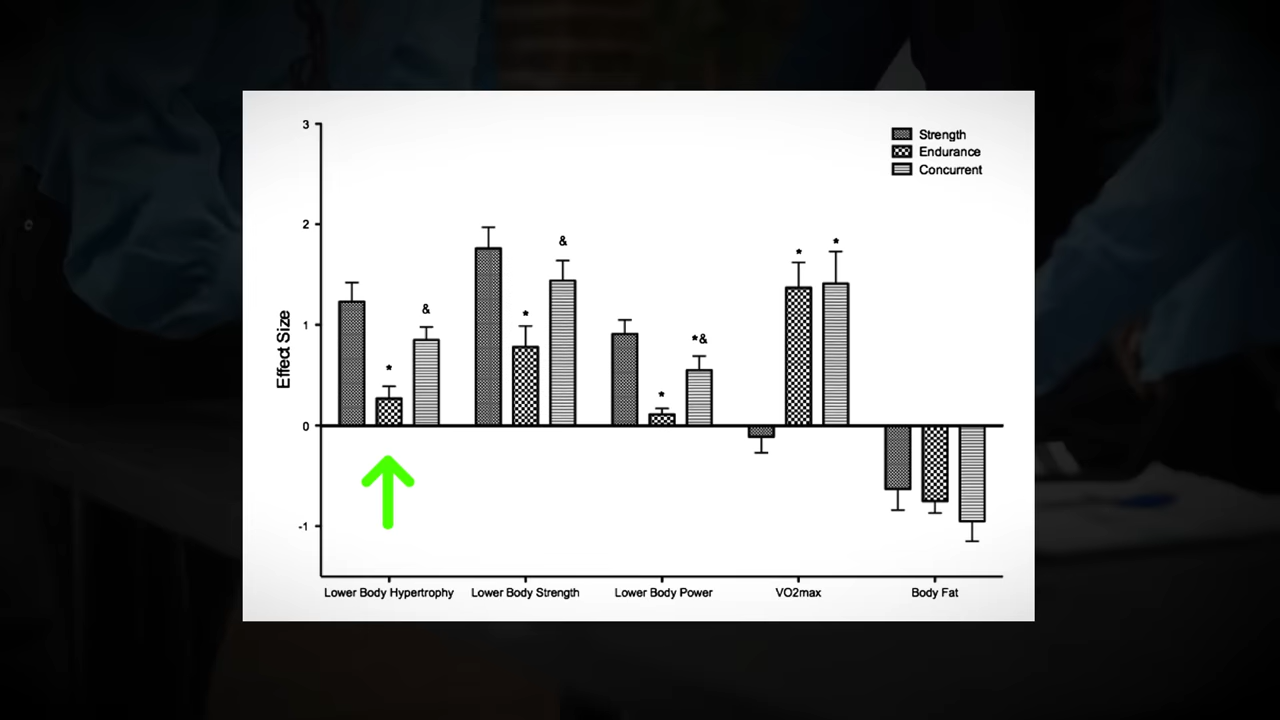 3
Strength
Endurance
Concurrent
2
&
*
*
&
*
&
*
*&
*
1
0
-1
Effect Size
Lower Body Hypertrophy Lower Body Strength Lower Body Power VO2max Body Fat